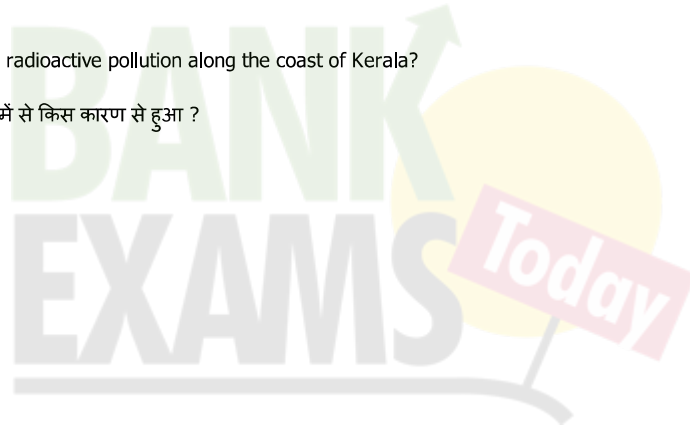 radioactive pollution along the coast of Kerala?
में से किस कारण से हुआ ?
BANK
EXAMS
Today